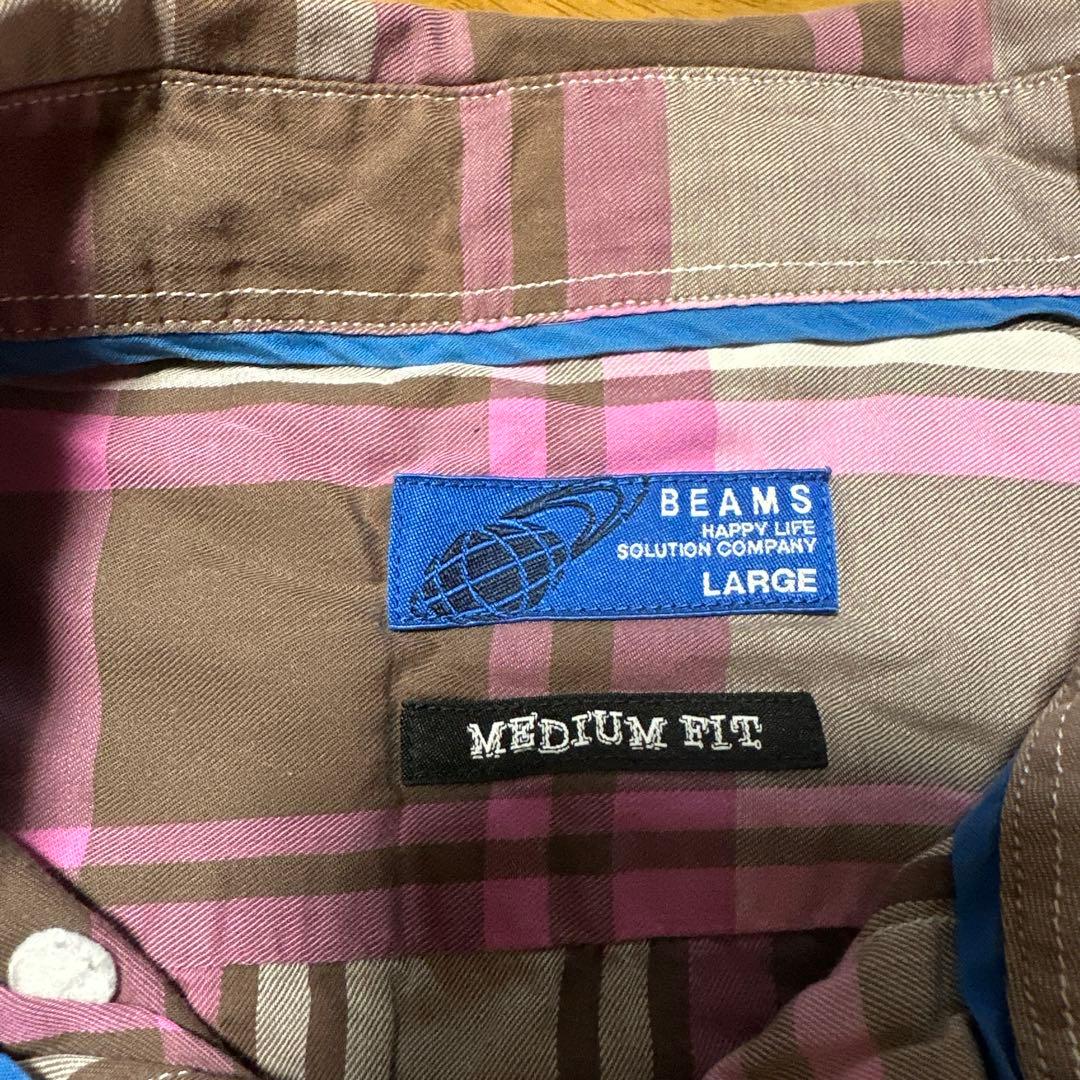 BEAMS
HAPPY LIFE
SOLUTION COMPANY
LARGE
MEDIUM FIT